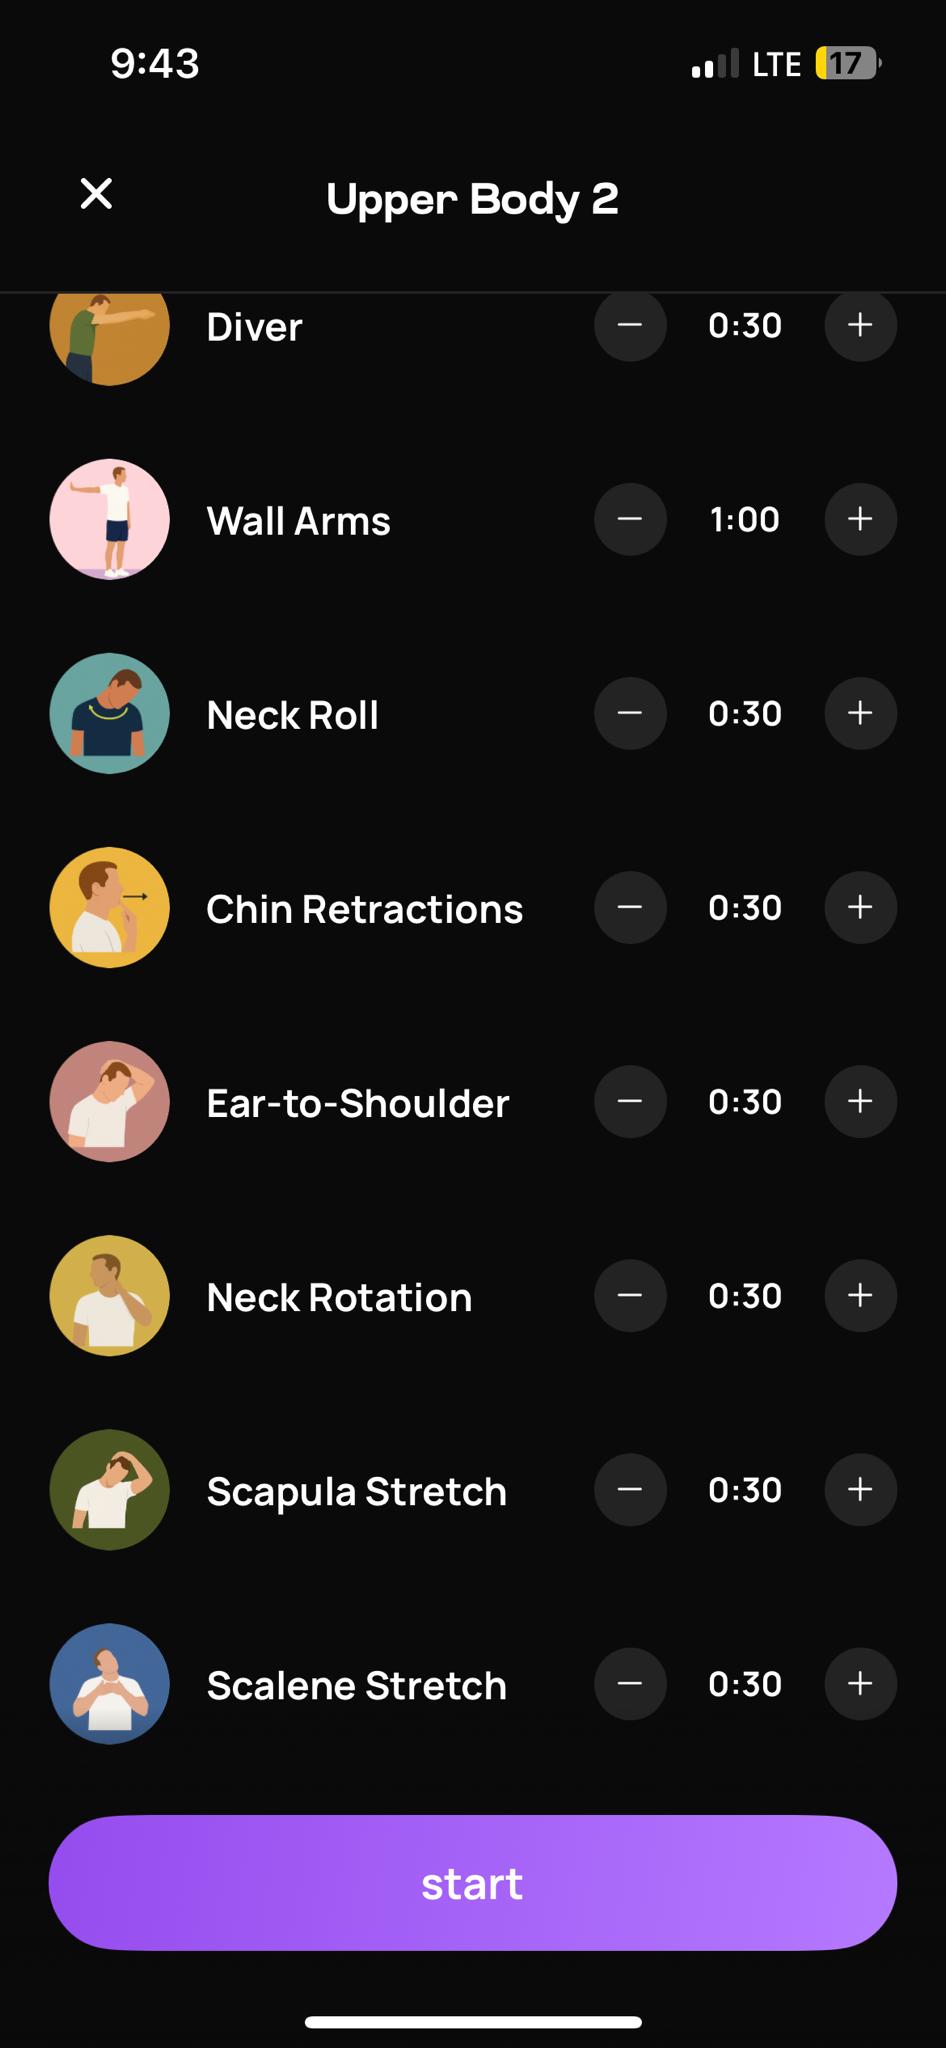 9:43
LTE 17
Upper Body 2
Diver 0:30
Wall Arms 1:00
Neck Roll 0:30
Chin Retractions 0:30
Ear-to-Shoulder 0:30
Neck Rotation 0:30
Scapula Stretch 0:30
Scalene Stretch 0:30
start